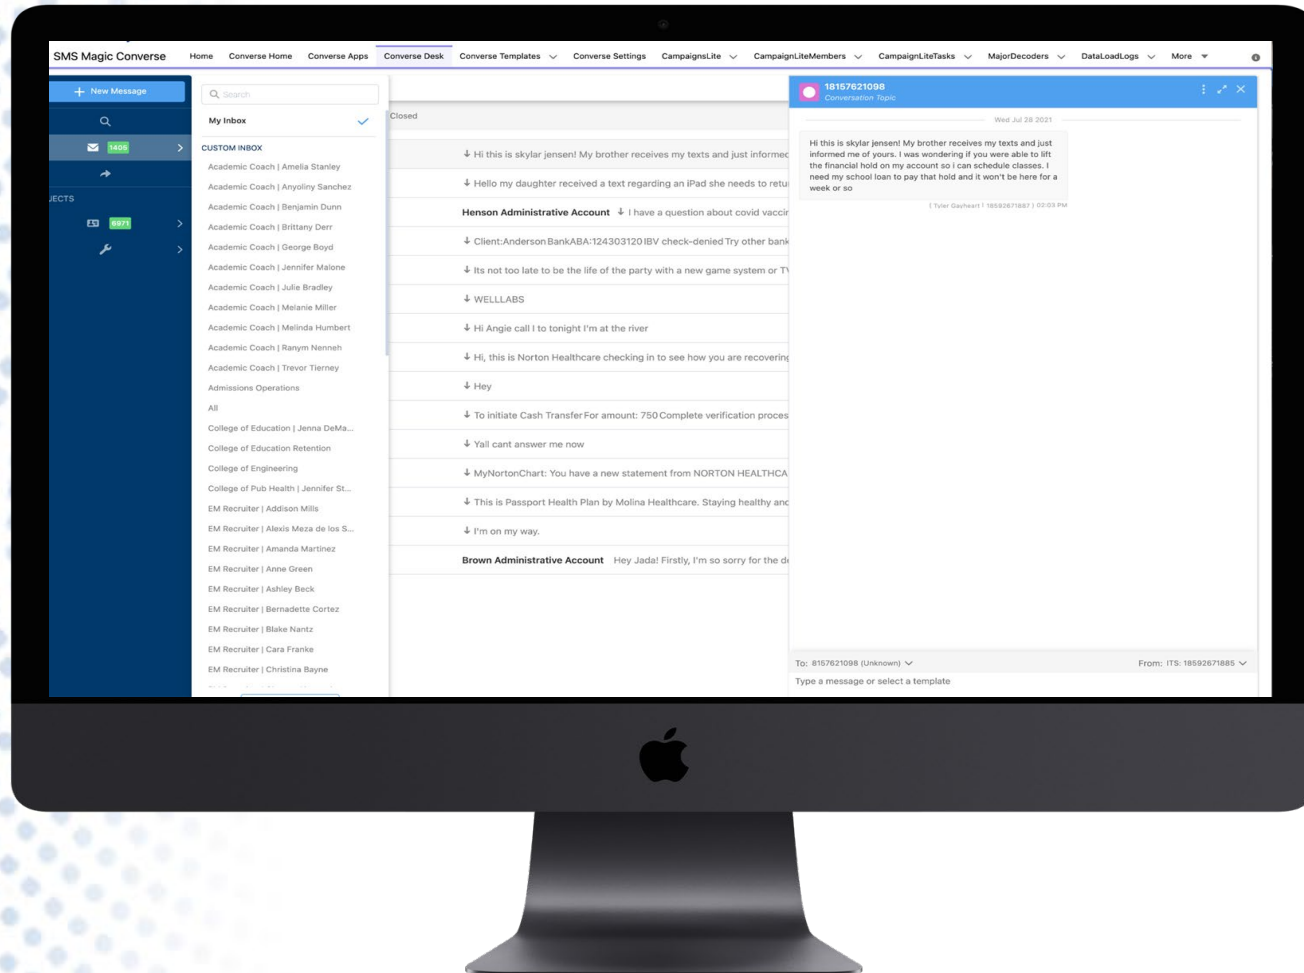 SMS Magic Converse Home Converse Home Converse Apps Converse Desk Converse Templates Converse Settings CampaignsLite CampaignLiteMembers CampaignLiteTasks MajorDecoders DataLoadLogs More
+ New Message
1405
JECTS
6971
Search
My Inbox
CUSTOM INBOX
Academic Coach | Amelia Stanley
Academic Coach | Anyoliny Sanchez
Academic Coach | Benjamin Dunn
Academic Coach | Brittany Derr
Academic Coach | George Boyd
Academic Coach | Jennifer Malone
Academic Coach | Julie Bradley
Academic Coach | Melanie Miller
Academic Coach | Melinda Humbert
Academic Coach | Ranym Nenneh
Academic Coach | Trevor Tierney
Admissions Operations
All
College of Education | Jenna DeMa...
College of Education Retention
College of Engineering
College of Pub Health | Jennifer St...
EM Recruiter | Addison Mills
EM Recruiter | Alexis Meza de los S...
EM Recruiter | Amanda Martinez
EM Recruiter | Anne Green
EM Recruiter | Ashley Beck
EM Recruiter | Bernadette Cortez
EM Recruiter | Blake Nantz
EM Recruiter | Cara Franke
EM Recruiter | Christina Bayne
Closed
Hi this is skylar jensen! My brother receives my texts and just informed
Hello my daughter received a text regarding an iPad she needs to retu
Henson Administrative Account I have a question about covid vaccin
Client:Anderson BankABA:124303120 IBV check-denied Try other bank
Its not too late to be the life of the party with a new game system or T
WELLLABS
Hi Angie call I to tonight I'm at the river
Hi, this is Norton Healthcare checking in to see how you are recovering
Hey
To initiate Cash Transfer For amount: 750 Complete verification proces
Yall cant answer me now
MyNortonChart: You have a new statement from NORTON HEALTHCA
This is Passport Health Plan by Molina Healthcare. Staying healthy and
I'm on my way.
Brown Administrative Account Hey Jada! Firstly, I'm so sorry for the de
18157621098
Conversation Topic
Wed Jul 28 2021
Hi this is skylar jensen! My brother receives my texts and just
informed me of yours. I was wondering if you were able to lift
the financial hold on my account so i can schedule classes. I
need my school loan to pay that hold and it won't be here for a
week or so
( Tyler Gayheart | 18592671887 ) 02:03 PM
To: 8157621098 (Unknown) From: ITS: 18592671885
Type a message or select a template